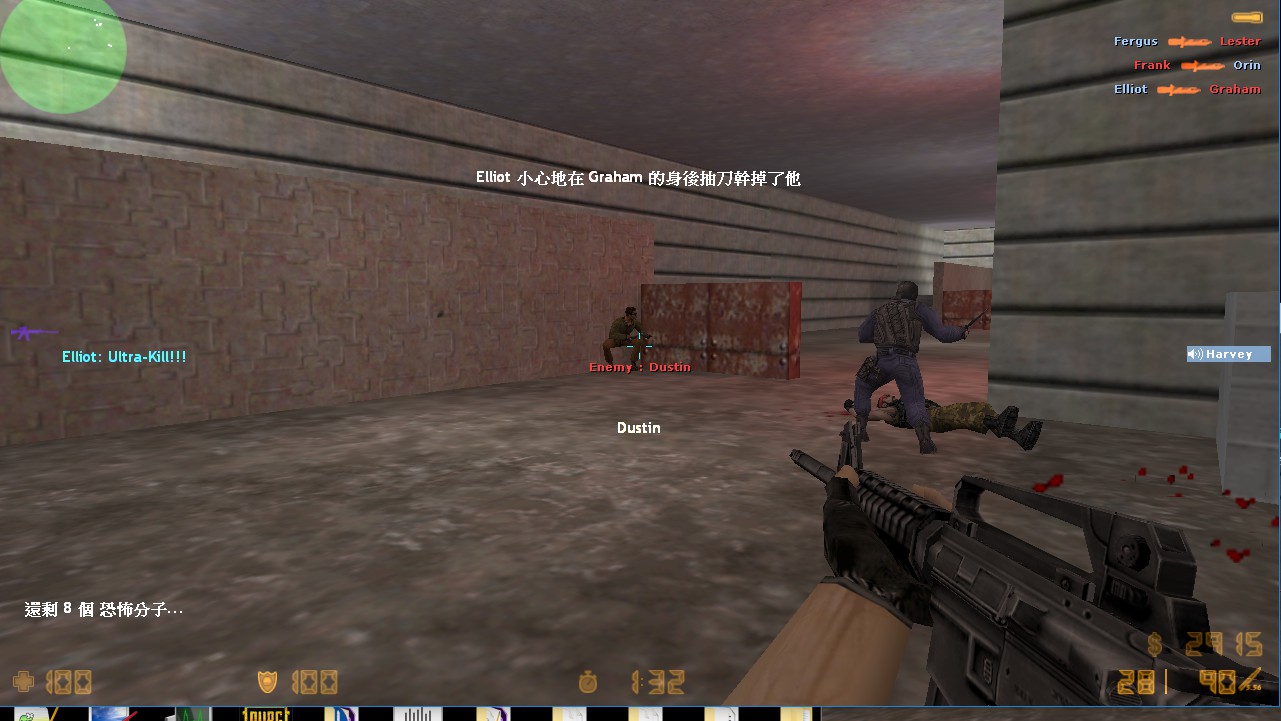 Fergus Lester
Frank Orin
Elliot Graham
Elliot 小心地在 Graham 的身後抽刀幹掉了他
Elliot: Ultra-Kill!!!
Harvey
Enemy : Dustin
Dustin
還剩 8 個 恐怖分子...
$ 2915
100 100 1:32 28 | 90 5.56